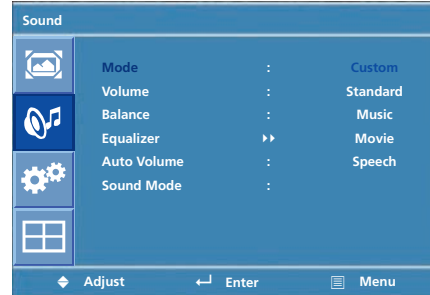 Sound
Mode : Custom
Volume : Standard
Balance : Music
Equalizer Movie
Auto Volume : Speech
Sound Mode :
Adjust Enter Menu